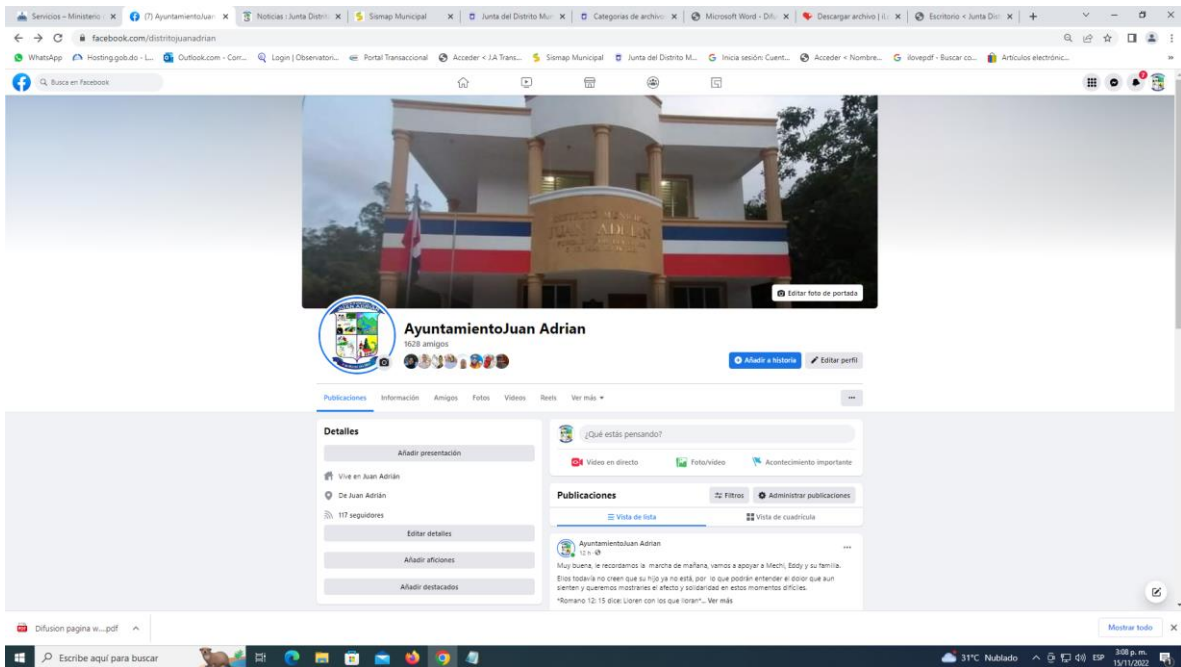 Servicios – Ministerio
(7) AyuntamientoJuan
Noticias : Junta Distri
Sismap Municipal
Junta del Distrito Mun
Categorías de archivo
Microsoft Word - Difu
Descargar archivo | iL
Escritorio < Junta Dis
facebook.com/distritojuanadrian
WhatsApp
Hosting.gob.do - L...
Outlook.com - Com...
Login | Observatori...
Portal Transaccional
Acceder < J.A Trans...
Sismap Municipal
Junta del Distrito M...
Inicia sesión: Cuent...
Acceder < Nombre...
ilovepdf - Buscar co...
Artículos electrónic...
Busca en Facebook
DISTRITO MUNICIPAL
JUAN ADRIAN
Editar foto de portada
JUAN ADRIAN
AyuntamientoJuan Adrian
1628 amigos
Añadir a historia
Editar perfil
Publicaciones
Información
Amigos
Fotos
Videos
Reels
Ver más
Detalles
Añadir presentación
Vive en Juan Adrián
De Juan Adrián
117 seguidores
Editar detalles
Añadir aficiones
Añadir destacados
¿Qué estás pensando?
Vídeo en directo
Foto/vídeo
Acontecimiento importante
Publicaciones
Filtros
Administrar publicaciones
Vista de lista
Vista de cuadrícula
AyuntamientoJuan Adrian
12 h
Muy buena, le recordamos la marcha de mañana, vamos a apoyar a Mechi, Eddy y su familia.
Ellos todavía no creen que su hijo ya no está, por lo que podrán entender el dolor que aun
sienten y queremos mostrarles el afecto y solidaridad en estos momentos difíciles.
*Romano 12: 15 dice: Lloren con los que lloran*... Ver más
Difusion pagina w....pdf
Mostrar todo
Escribe aquí para buscar
31°C Nublado
ESP
3:08 p. m.
15/11/2022